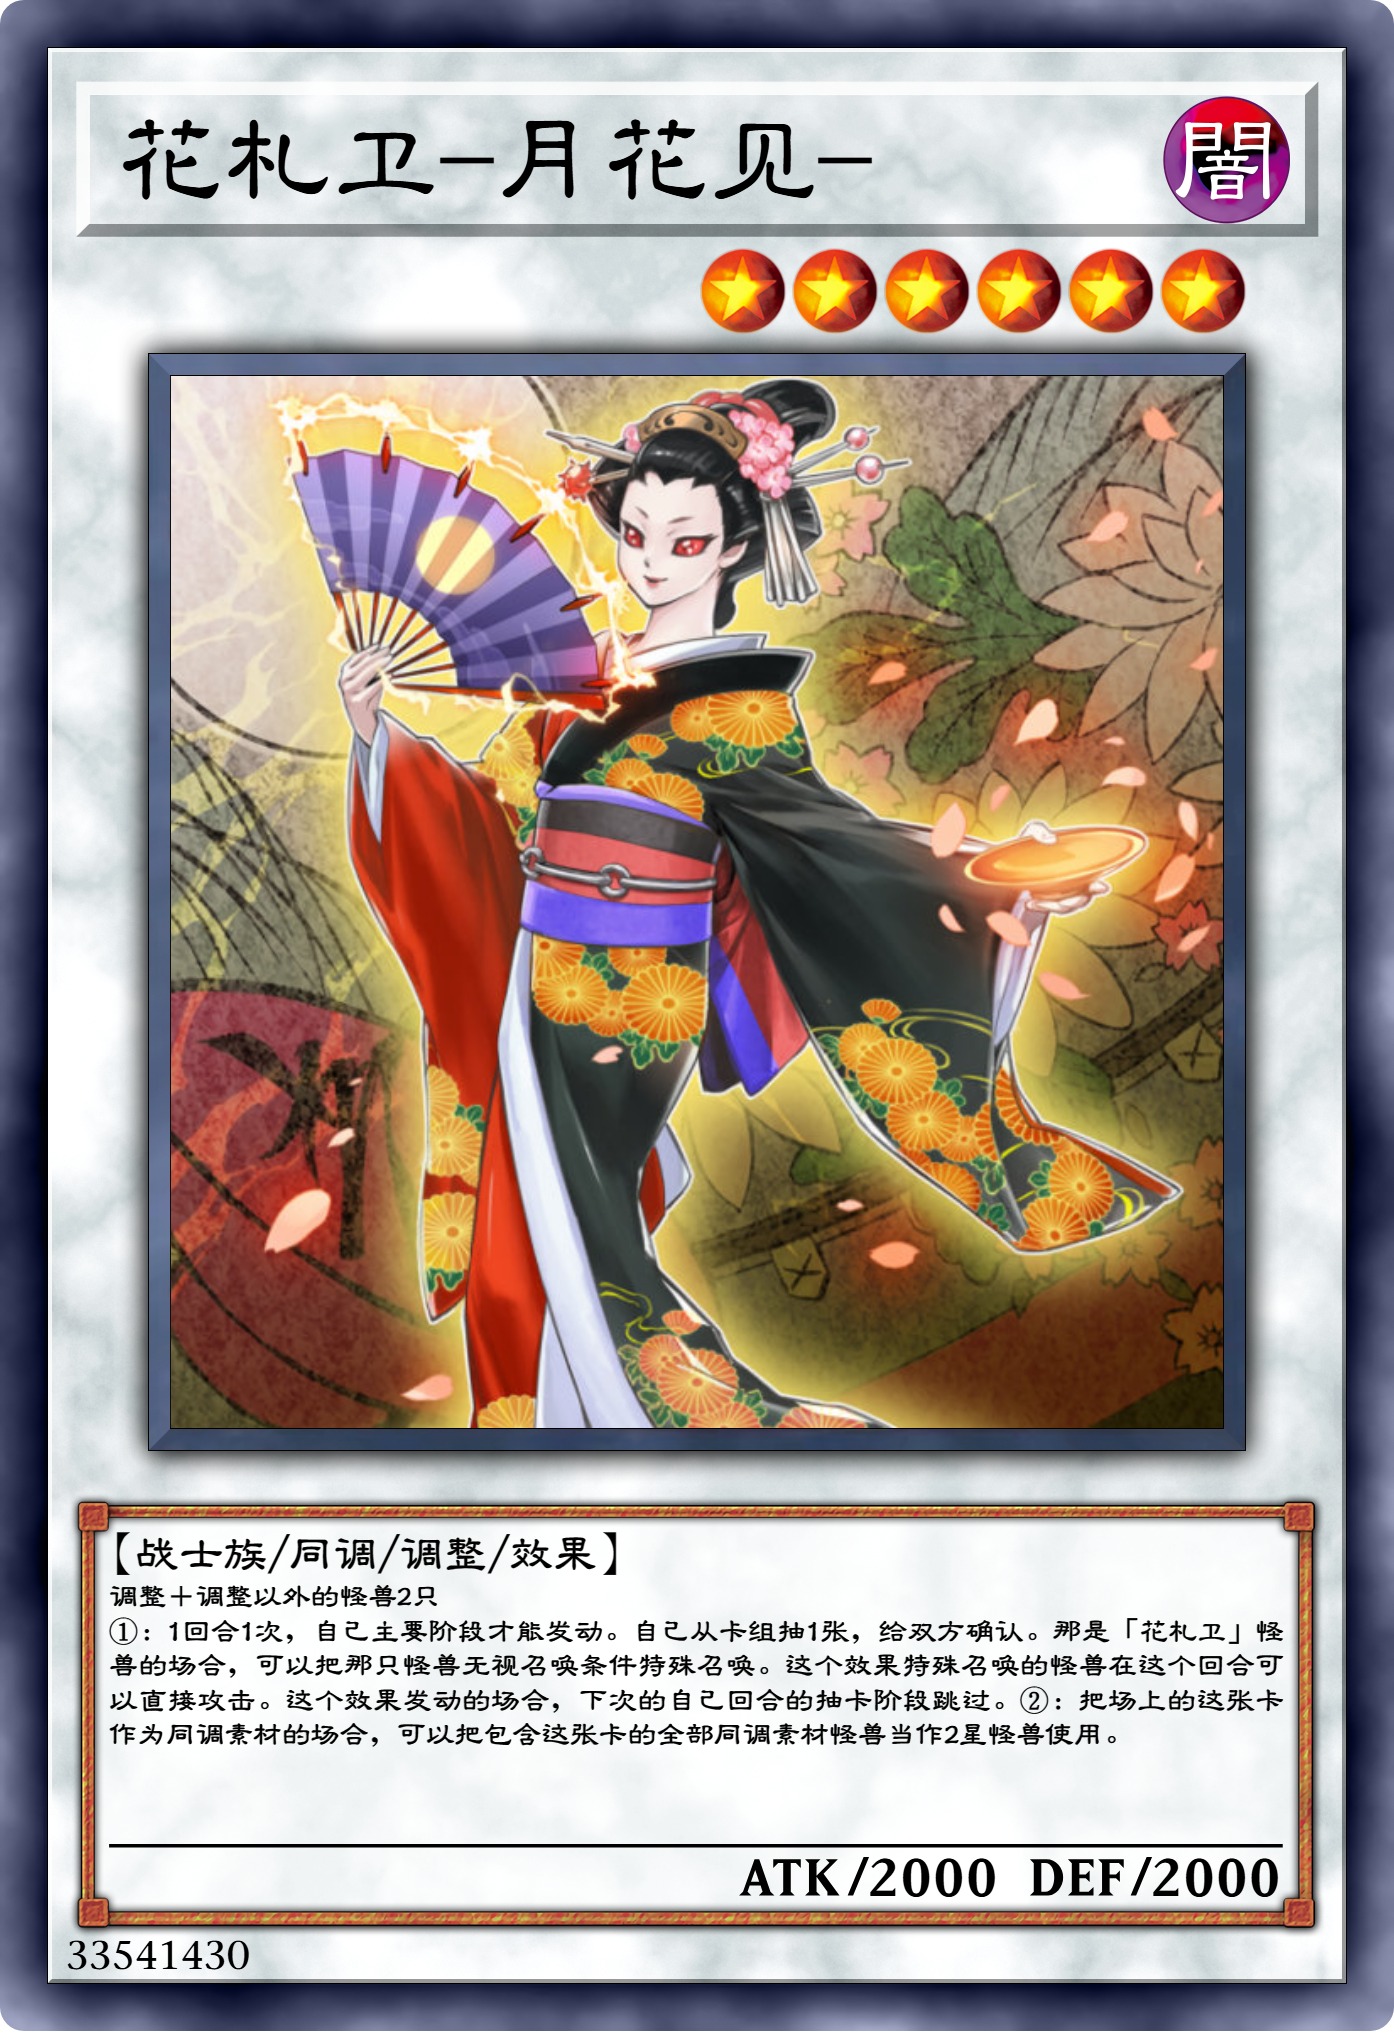 花札卫-月花见-
闇
【战士族/同调/调整/效果】
调整＋调整以外的怪兽2只
①：1回合1次，自己主要阶段才能发动。自己从卡组抽1张，给双方确认。那是「花札卫」怪
兽的场合，可以把那只怪兽无视召唤条件特殊召唤。这个效果特殊召唤的怪兽在这个回合可
以直接攻击。这个效果发动的场合，下次的自己回合的抽卡阶段跳过。②：把场上的这张卡
作为同调素材的场合，可以把包含这张卡的全部同调素材怪兽当作2星怪兽使用。
ATK/2000 DEF/2000
33541430